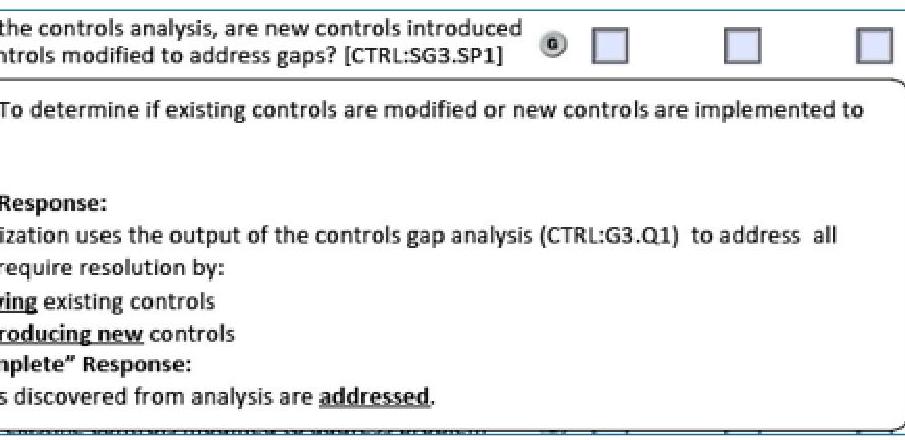 the controls analysis, are new controls introduced
ntrols modified to address gaps? [CTRL:SG3.SP1]
G
To determine if existing controls are modified or new controls are implemented to
Response:
ization uses the output of the controls gap analysis (CTRL:G3.Q1) to address all
require resolution by:
ying existing controls
roducing new controls
mplete” Response:
s discovered from analysis are addressed.